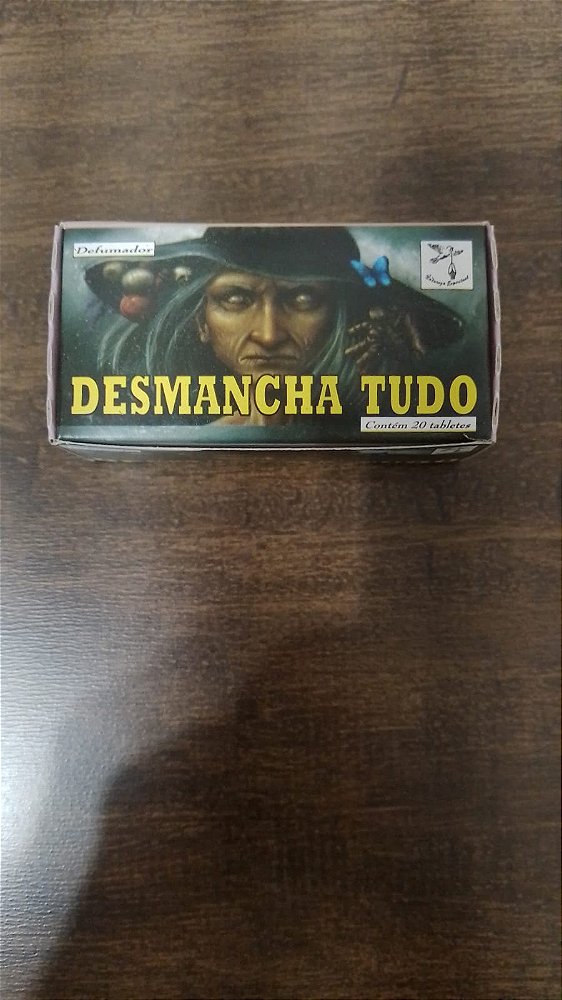 Defumador
DESMANCHA TUDO
Contém 20 tabletes